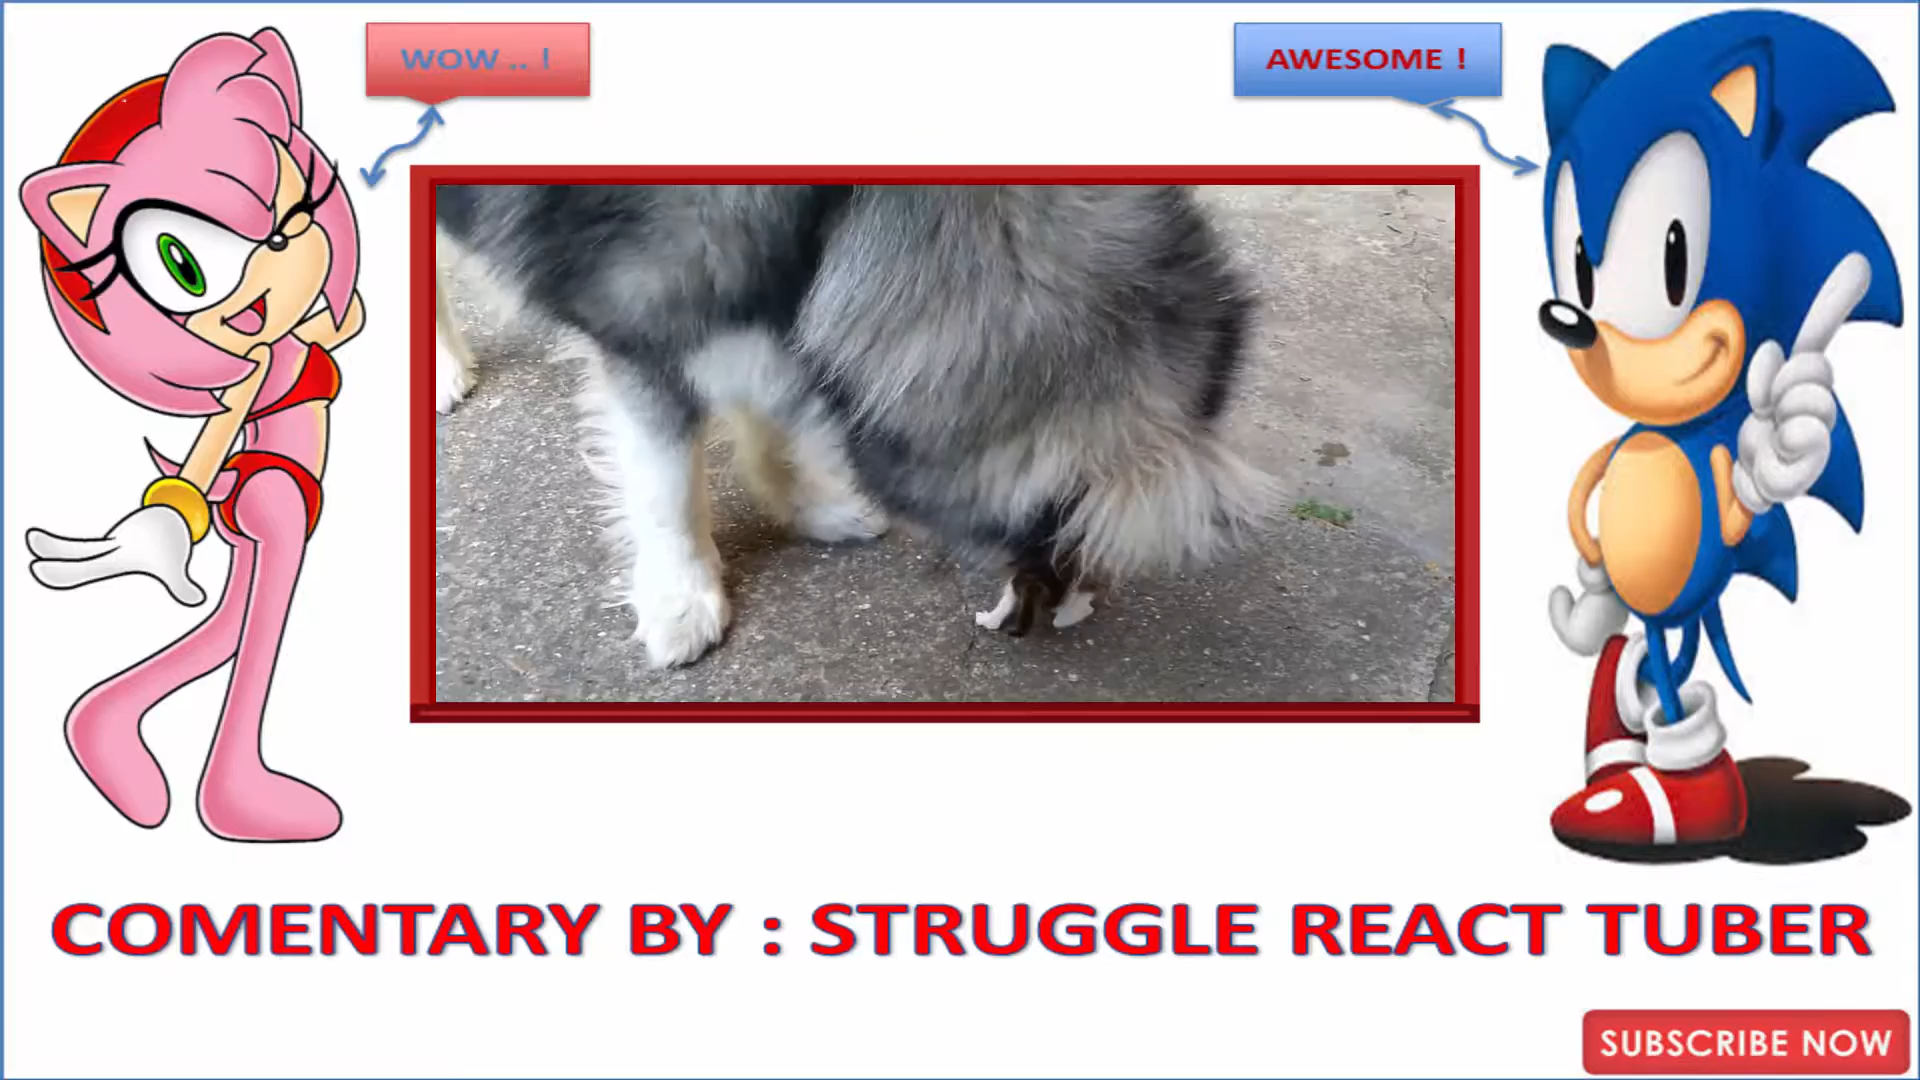 WOW .. !
AWESOME !
COMENTARY BY : STRUGGLE REACT TUBER
SUBSCRIBE NOW